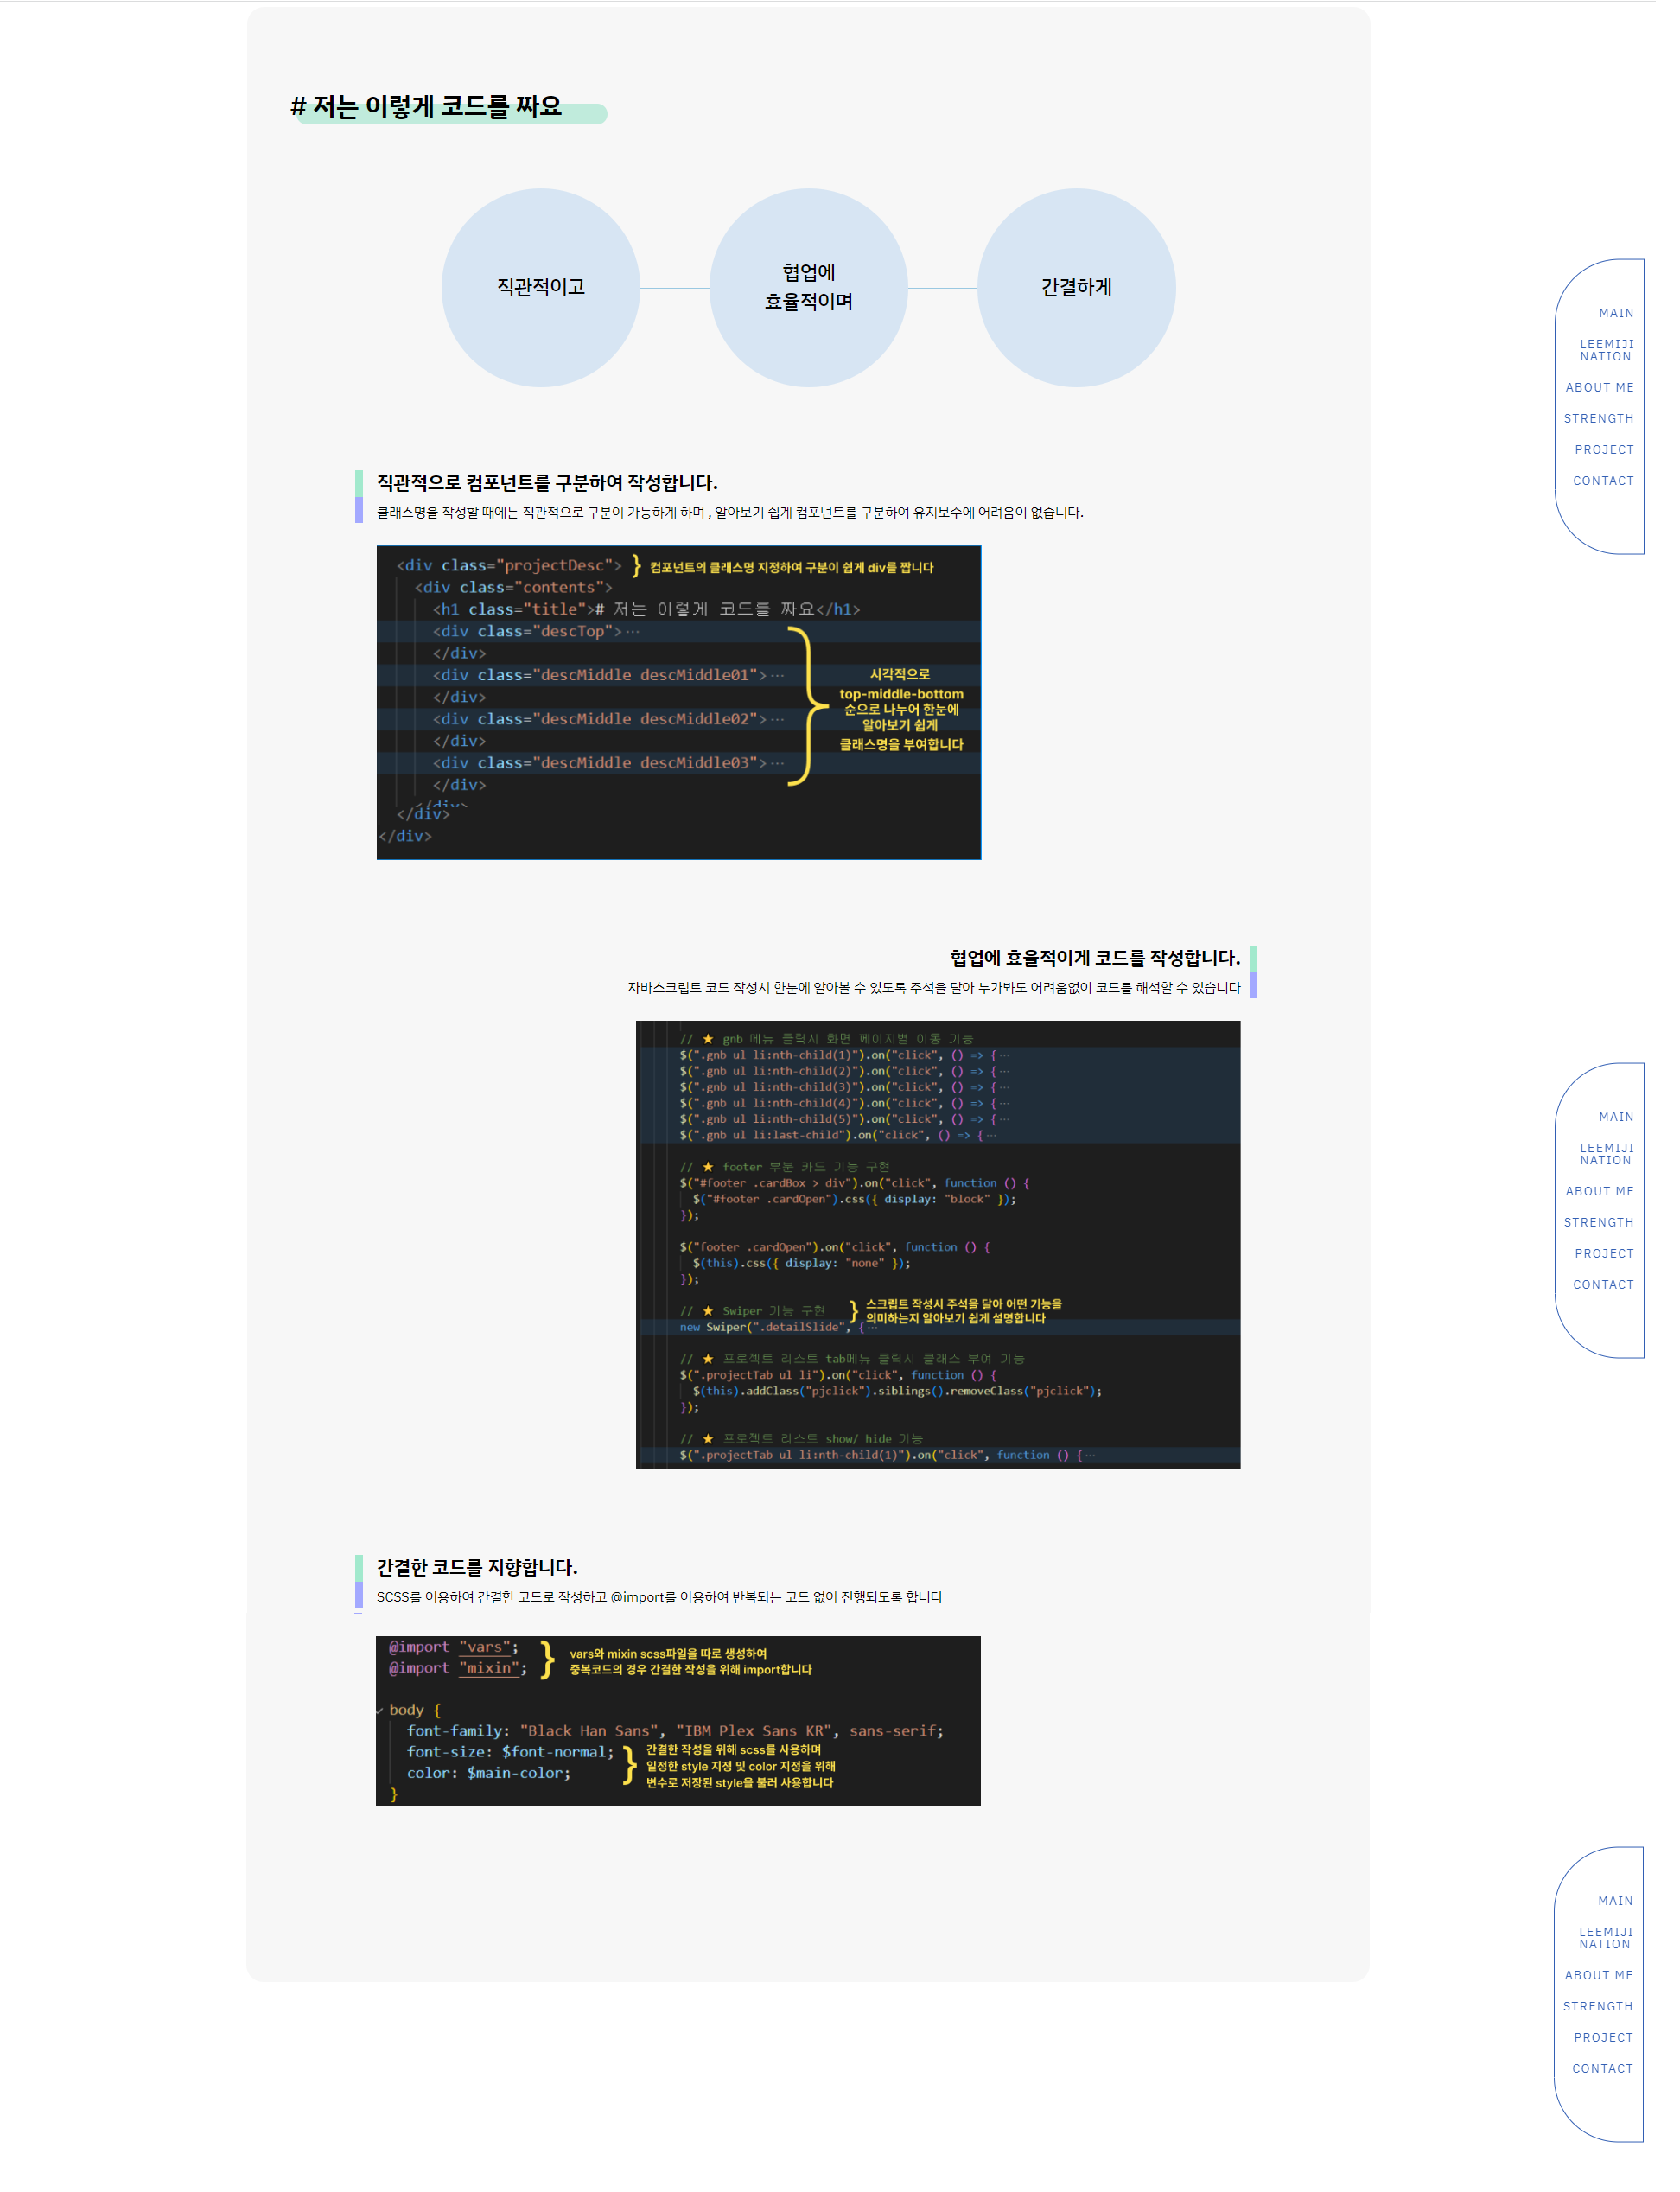 # 저는 이렇게 코드를 짜요
직관적이고
협업에
효율적이며
간결하게
MAIN
LEEMIJI
NATION
ABOUT ME
STRENGTH
PROJECT
CONTACT
직관적으로 컴포넌트를 구분하여 작성합니다.
클래스명을 작성할 때에는 직관적으로 구분이 가능하게 하며 , 알아보기 쉽게 컴포넌트를 구분하여 유지보수에 어려움이 없습니다.
<div class="projectDesc"> } 컴포넌트의 클래스명 지정하여 구분이 쉽게 div를 짭니다
<div class="contents">
<h1 class="title"># 저는 이렇게 코드를 짜요</h1>
<div class="descTop">⋯
</div>
<div class="descMiddle descMiddle01">⋯
</div>
<div class="descMiddle descMiddle02">⋯
</div>
<div class="descMiddle descMiddle03">⋯
</div>
</div>
</div>
</div>
시각적으로
top-middle-bottom
순으로 나누어 한눈에
알아보기 쉽게
클래스명을 부여합니다
협업에 효율적이게 코드를 작성합니다.
자바스크립트 코드 작성시 한눈에 알아볼 수 있도록 주석을 달아 누가봐도 어려움없이 코드를 해석할 수 있습니다
// ★ gnb 메뉴 클릭시 화면 페이지별 이동 기능
$(".gnb ul li:nth-child(1)").on("click", () => {⋯
$(".gnb ul li:nth-child(2)").on("click", () => {⋯
$(".gnb ul li:nth-child(3)").on("click", () => {⋯
$(".gnb ul li:nth-child(4)").on("click", () => {⋯
$(".gnb ul li:nth-child(5)").on("click", () => {⋯
$(".gnb ul li:last-child").on("click", () => {⋯
// ★ footer 부분 카드 기능 구현
$("#footer .cardBox > div").on("click", function () {
$("#footer .cardOpen").css({ display: "block" });
});
$("footer .cardOpen").on("click", function () {
$(this).css({ display: "none" });
});
// ★ Swiper 기능 구현
new Swiper(".detailSlide", {⋯
} 스크립트 작성시 주석을 달아 어떤 기능을
의미하는지 알아보기 쉽게 설명합니다
// ★ 프로젝트 리스트 tab메뉴 클릭시 클래스 부여 기능
$(".projectTab ul li").on("click", function () {
$(this).addClass("pjclick").siblings().removeClass("pjclick");
});
// ★ 프로젝트 리스트 show/ hide 기능
$(".projectTab ul li:nth-child(1)").on("click", function () {⋯
MAIN
LEEMIJI
NATION
ABOUT ME
STRENGTH
PROJECT
CONTACT
간결한 코드를 지향합니다.
SCSS를 이용하여 간결한 코드로 작성하고 @import를 이용하여 반복되는 코드 없이 진행되도록 합니다
@import "vars";
@import "mixin";
} vars와 mixin scss파일을 따로 생성하여
중복코드의 경우 간결한 작성을 위해 import합니다
body {
font-family: "Black Han Sans", "IBM Plex Sans KR", sans-serif;
font-size: $font-normal;
color: $main-color;
}
} 간결한 작성을 위해 scss를 사용하며
일정한 style 지정 및 color 지정을 위해
변수로 저장된 style을 불러 사용합니다
MAIN
LEEMIJI
NATION
ABOUT ME
STRENGTH
PROJECT
CONTACT